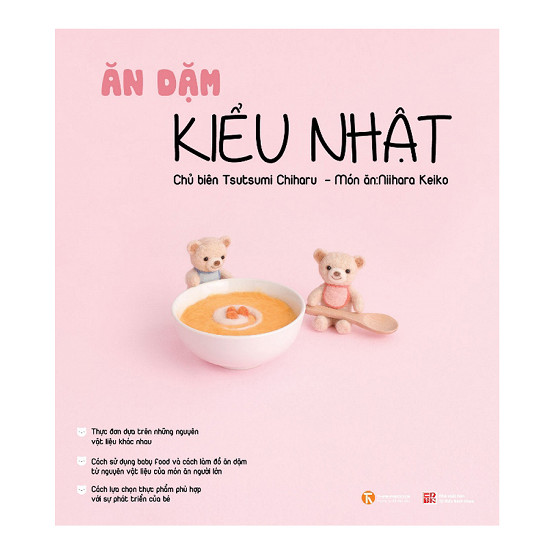 ĂN DẶM
KIỂU NHẬT
Chủ biên Tsutsumi Chiharu - Món ăn:Niihara Keiko
Thực đơn dựa trên những nguyên
vật liệu khác nhau
Cách sử dụng baby food và cách làm đồ ăn dặm
từ nguyên vật liệu của món ăn người lớn
Cách lựa chọn thực phẩm phù hợp
với sự phát triển của bé